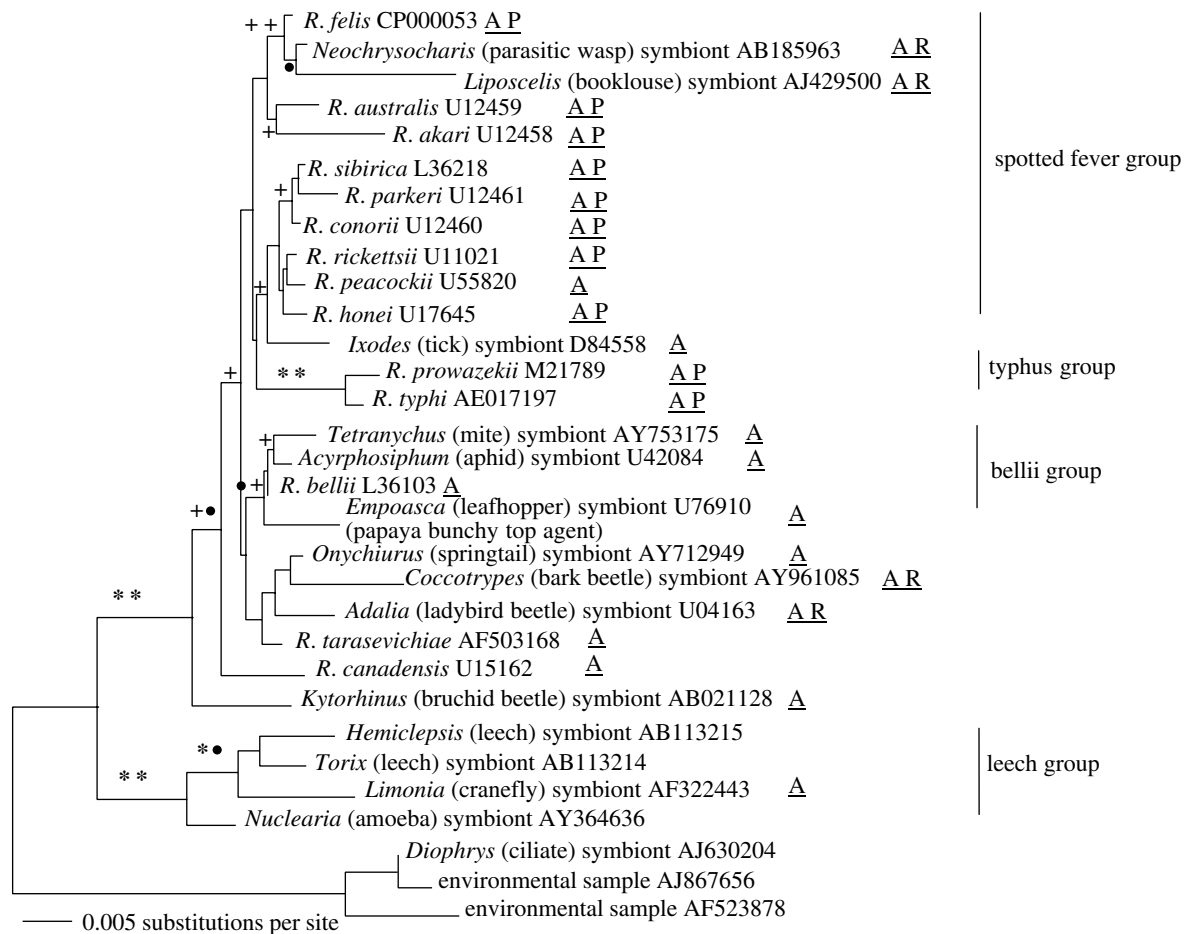 + +
R. felis CP000053 A P
Neochrysocharis (parasitic wasp) symbiont AB185963 A R
●
Liposcelis (booklouse) symbiont AJ429500 A R
R. australis U12459 A P
+
R. akari U12458 A P
spotted fever group
R. sibirica L36218 A P
+
R. parkeri U12461 A P
R. conorii U12460 A P
R. rickettsii U11021 A P
+
R. peacockii U55820 A
R. honei U17645 A P
Ixodes (tick) symbiont D84558 A
+
* *
R. prowazekii M21789 A P
typhus group
R. typhi AE017197 A P
Tetranychus (mite) symbiont AY753175 A
+
Acyrphosiphum (aphid) symbiont U42084 A
bellii group
● +
R. bellii L36103 A
+●
Empoasca (leafhopper) symbiont U76910
(papaya bunchy top agent) A
Onychiurus (springtail) symbiont AY712949 A
Coccotrypes (bark beetle) symbiont AY961085 A R
* *
Adalia (ladybird beetle) symbiont U04163 A R
R. tarasevichiae AF503168 A
R. canadensis U15162 A
Kytorhinus (bruchid beetle) symbiont AB021128 A
Hemiclepsis (leech) symbiont AB113215
*●
Torix (leech) symbiont AB113214
leech group
* *
Limonia (cranefly) symbiont AF322443 A
Nuclearia (amoeba) symbiont AY364636
Diophrys (ciliate) symbiont AJ630204
environmental sample AJ867656
environmental sample AF523878
0.005 substitutions per site